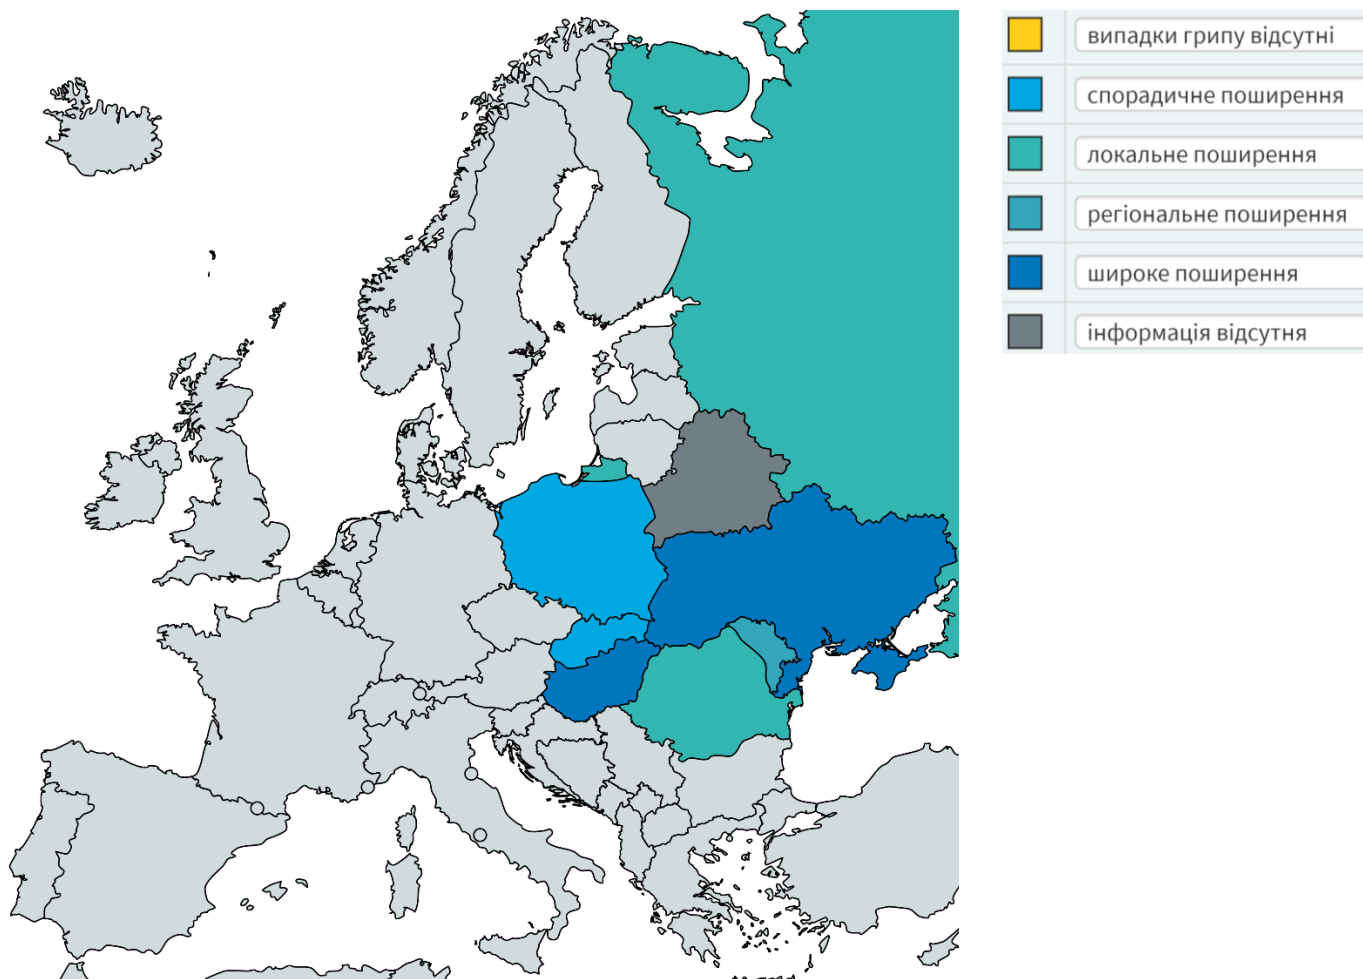 випадки грипу відсутні
спорадичне поширення
локальне поширення
регіональне поширення
широке поширення
інформація відсутня